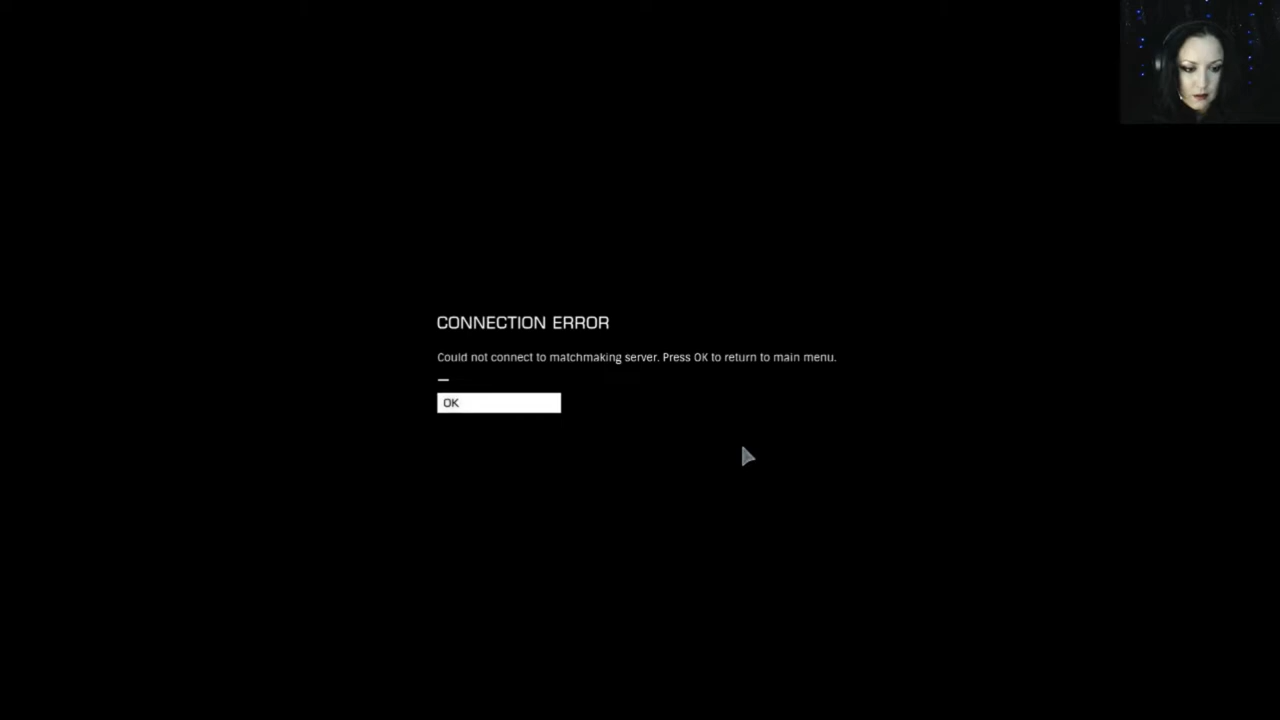 CONNECTION ERROR
Could not connect to matchmaking server. Press OK to return to main menu.
OK